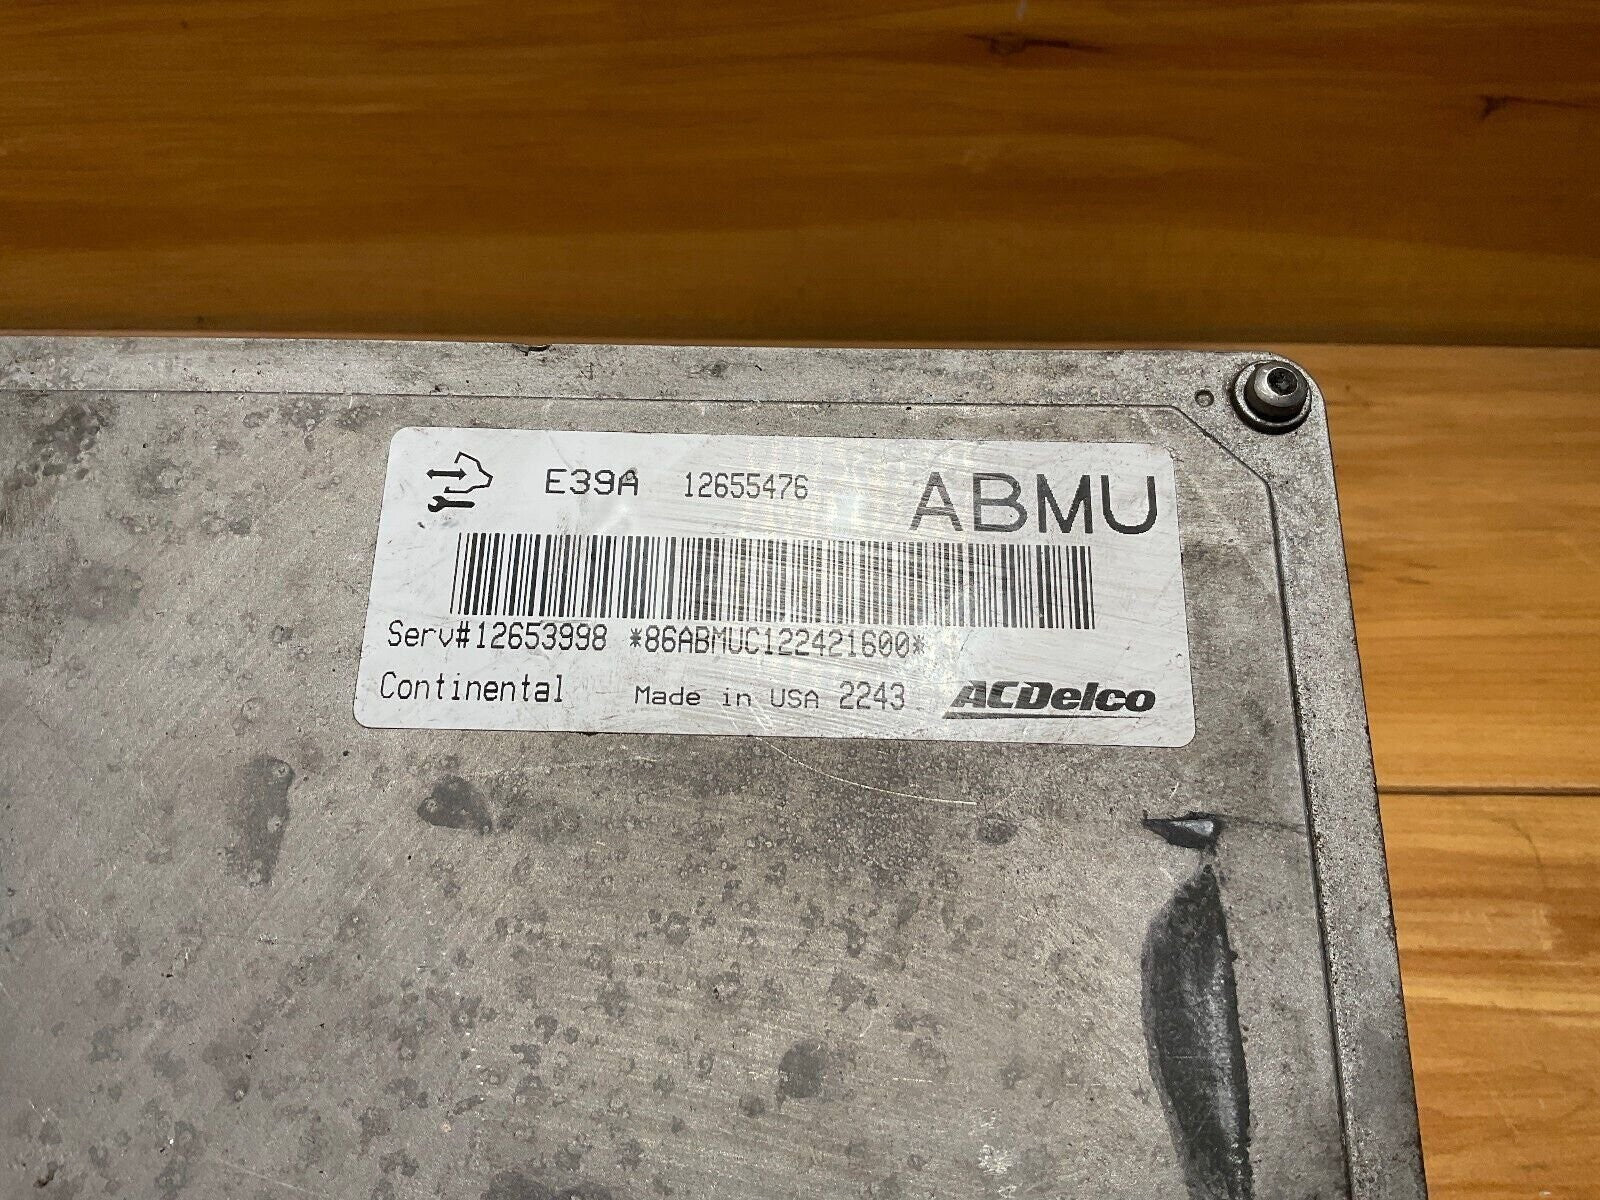 E39A 12655476 ABMU
Serv#12653998 *86ABMUC122421600*
Continental Made in USA 2243 ACDelco